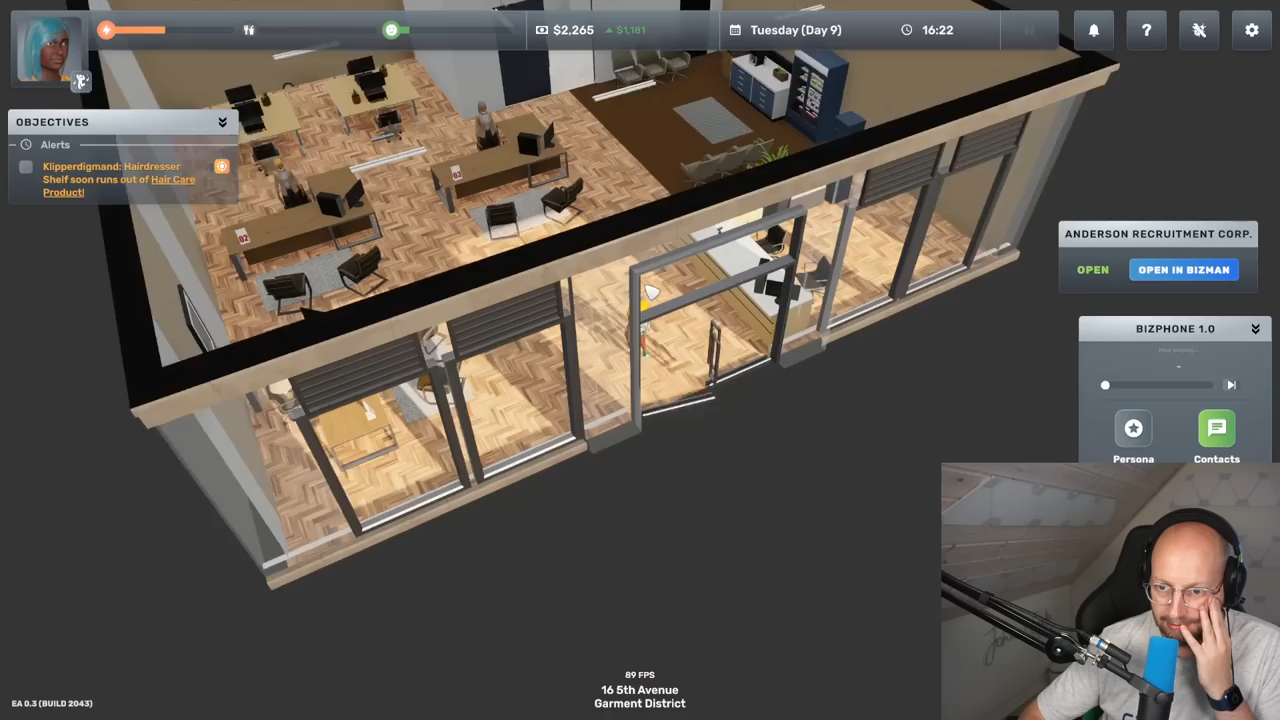 $2,265
$1,181
Tuesday (Day 9)
16:22
?
OBJECTIVES
Alerts
Klipperdigmand: Hairdresser
Shelf soon runs out of Hair Care
Product!
02
03
ANDERSON RECRUITMENT CORP.
OPEN
OPEN IN BIZMAN
BIZPHONE 1.0
-
Persona
Contacts
89 FPS
16 5th Avenue
Garment District
EA 0.3 (BUILD 2043)